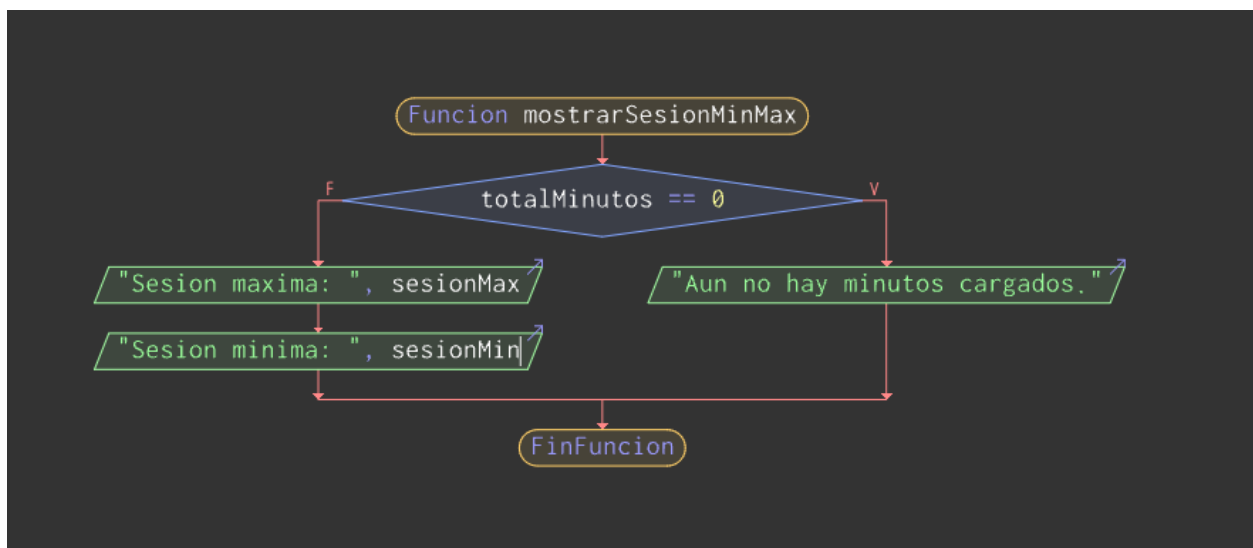 Funcion mostrarSesionMinMax
totalMinutos == 0
F
V
"Sesion maxima: ", sesionMax
"Aun no hay minutos cargados."
"Sesion minima: ", sesionMin
FinFuncion